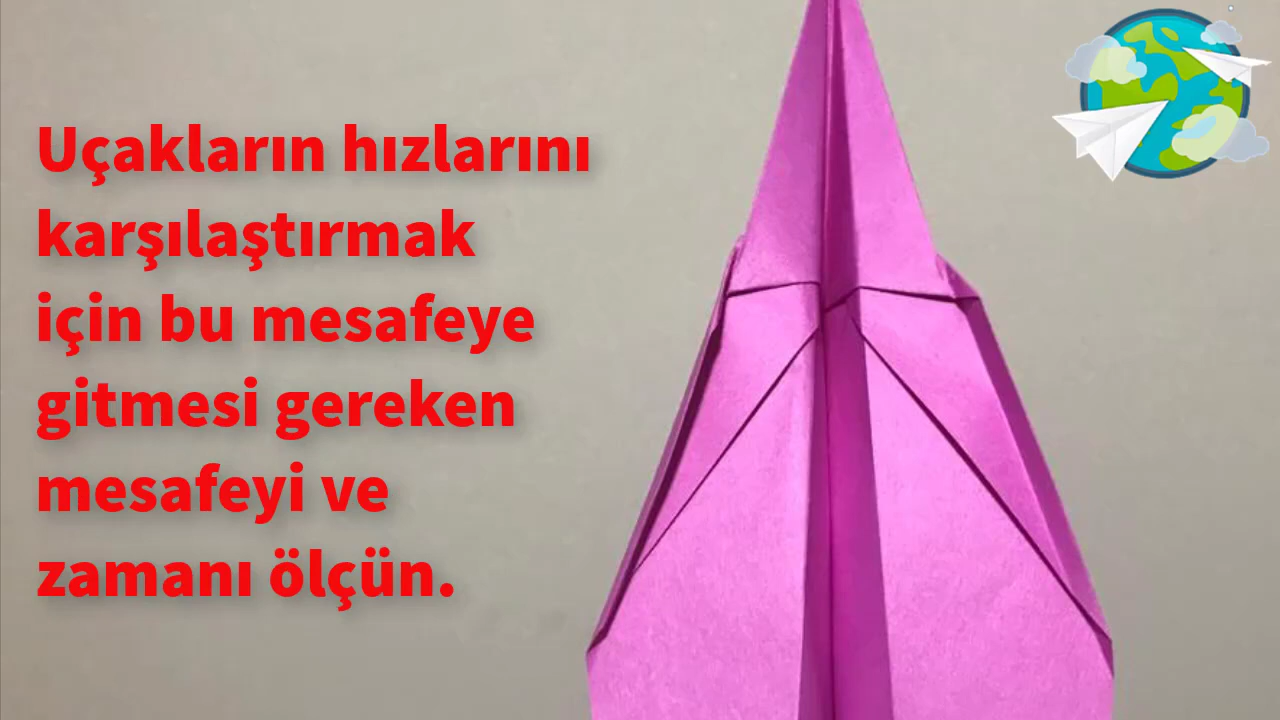 Uçakların hızlarını
karşılaştırmak
için bu mesafeye
gitmesi gereken
mesafeyi ve
zamanı ölçün.